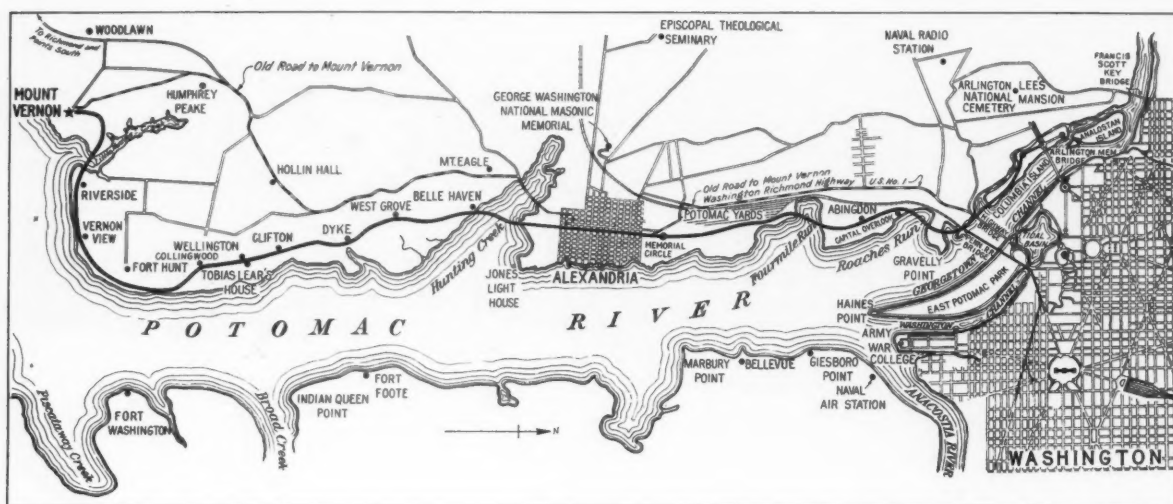 WOODLAWN
To Richmond and
Points South
Old Road to Mount Vernon
MOUNT
VERNON
HUMPHREY
PEAKE
HOLLIN HALL
RIVERSIDE
VERNON
VIEW
FORT HUNT
WELLINGTON
COLLINGWOOD
TOBIAS LEAR'S
HOUSE
CLIFTON
DYKE
WEST GROVE
BELLE HAVEN
MT. EAGLE
Hunting Creek
GEORGE WASHINGTON
NATIONAL MASONIC
MEMORIAL
EPISCOPAL THEOLOGICAL
SEMINARY
JONES
LIGHT
HOUSE
ALEXANDRIA
MEMORIAL
CIRCLE
Old Road to Mount Vernon
Washington Richmond Highway
U.S. No. 1
POTOMAC YARDS
Fourmile Run
ABINGDON
CAPITAL OVERLOOK
Roaches Run
GRAVELLY
POINT
NAVAL RADIO
STATION
ARLINGTON
NATIONAL
CEMETERY
LEE'S
MANSION
FRANCIS
SCOTT
KEY
BRIDGE
ANALOSTAN
ISLAND
ARLINGTON MEM.
BRIDGE
COLUMBIA ISLAND
CHANNEL
TIDAL
BASIN
GEORGETOWN
EAST POTOMAC PARK
HAINES
POINT
WASHINGTON
CHANNEL
ARMY
WAR
COLLEGE
POTOMAC RIVER
MARBURY
POINT
BELLEVUE
GIESBORO
POINT
NAVAL
AIR STATION
ANACOSTIA RIVER
WASHINGTON
Piscataway Creek
FORT
WASHINGTON
Broad Creek
INDIAN QUEEN
POINT
FORT
FOOTE
N